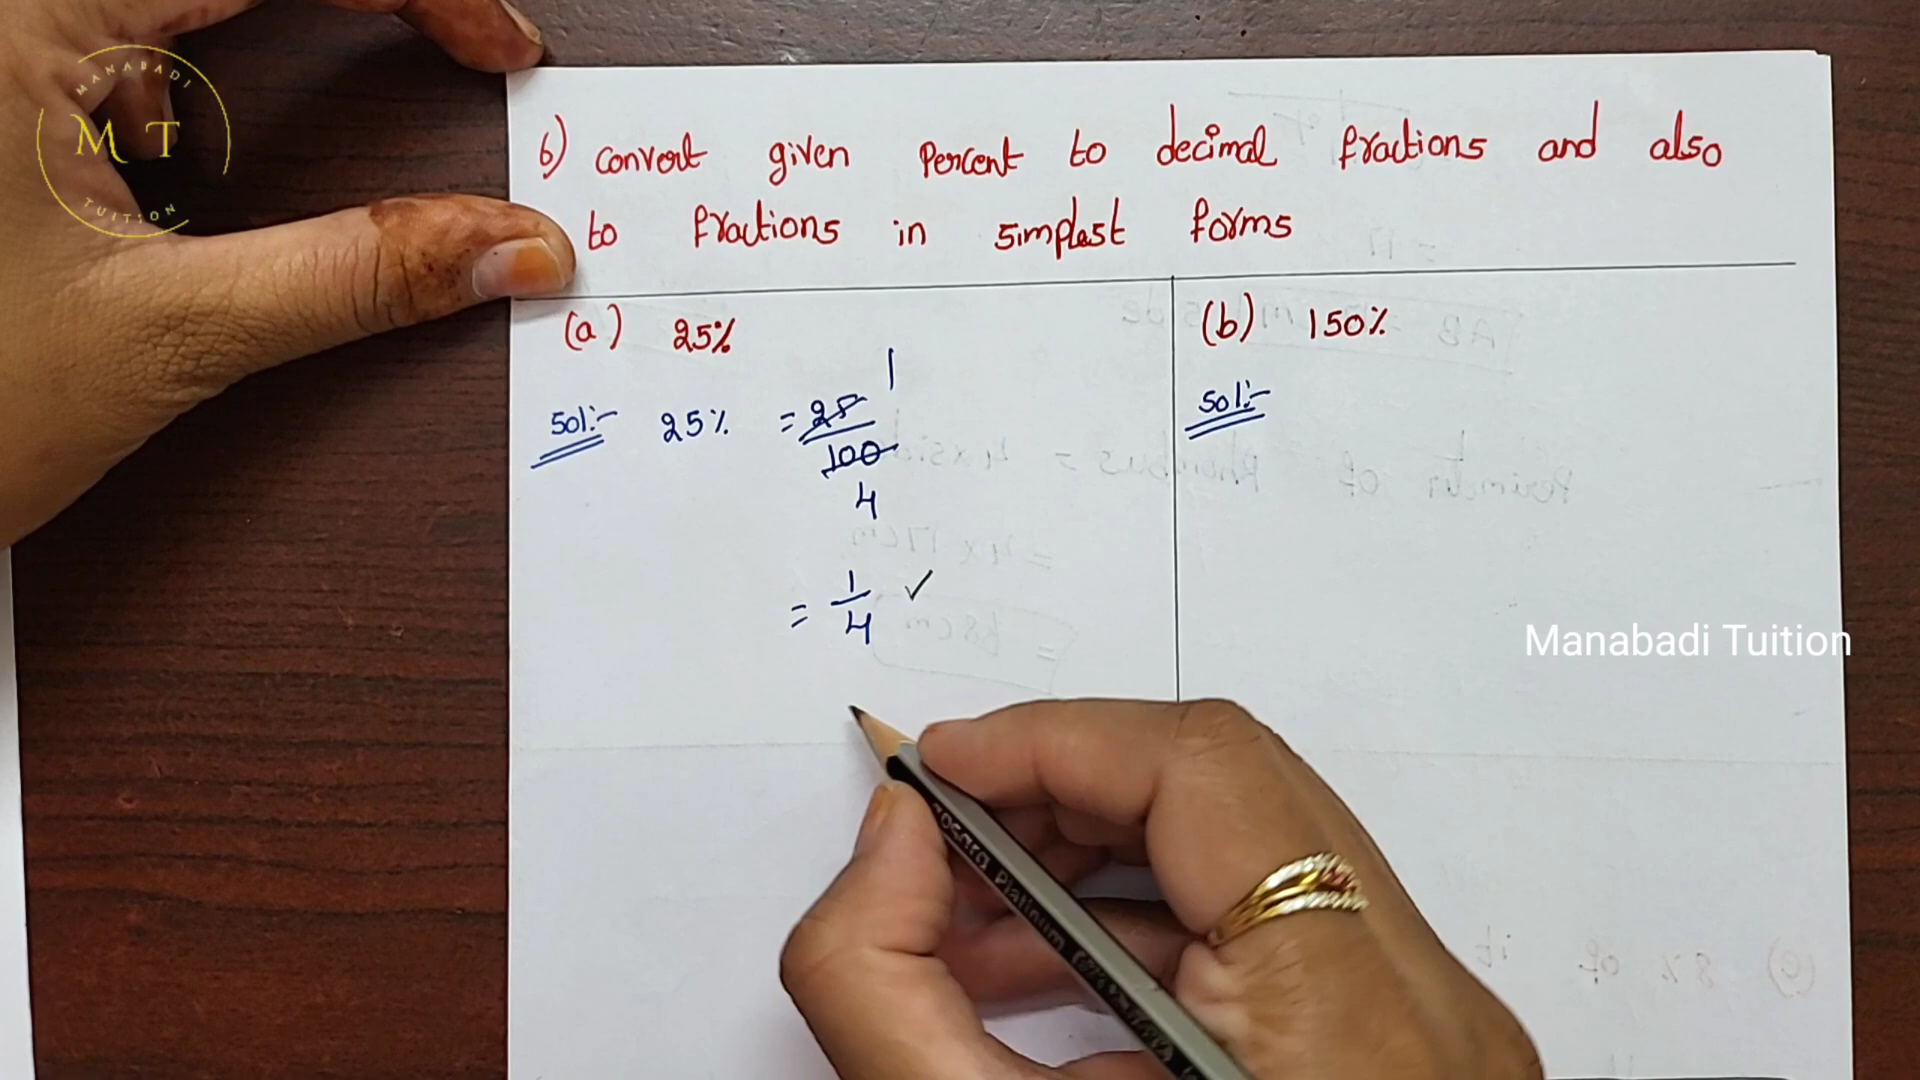 MANABADI
M T
TUITION
6) convert given Percent to decimal fractions and also
to fractions in simplest forms
(a) 25%
(b) 150%
Sol:-
25% = 25/100
1
4
= 1/4 ✓
Sol:-
Manabadi Tuition
Platinum